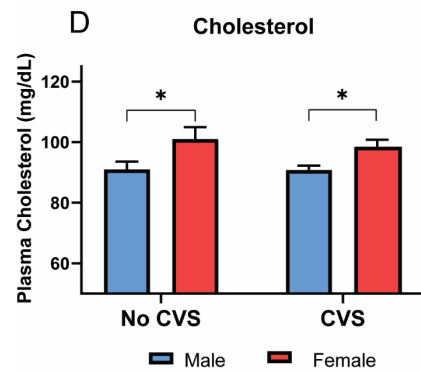 D
Cholesterol
Plasma Cholesterol (mg/dL)
120
100
80
60
*
*
No CVS
CVS
Male
Female